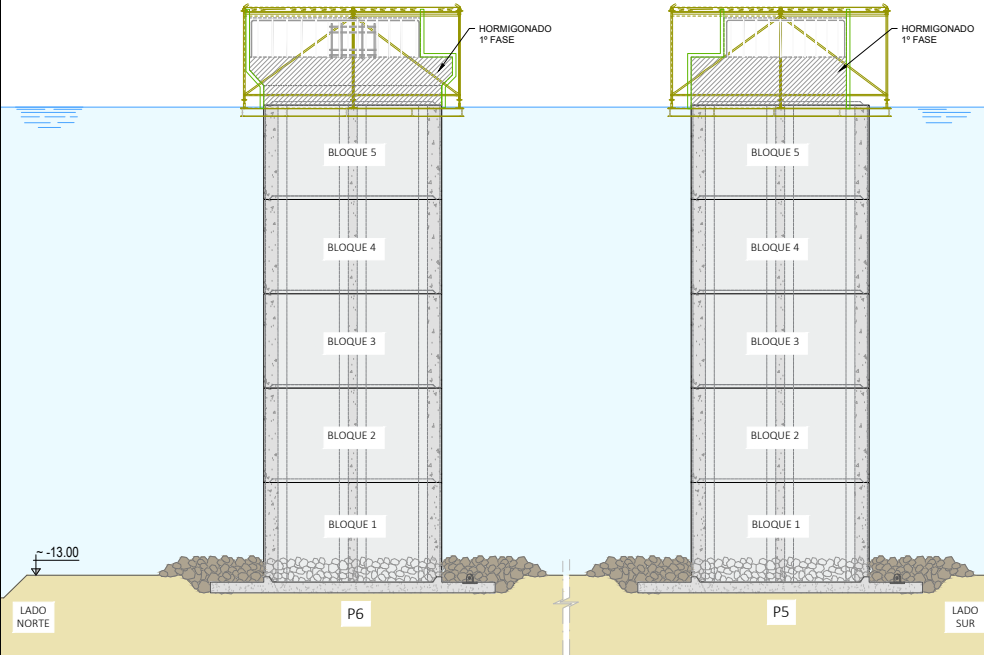 HORMIGONADO
1º FASE
HORMIGONADO
1º FASE
BLOQUE 5
BLOQUE 5
BLOQUE 4
BLOQUE 4
BLOQUE 3
BLOQUE 3
BLOQUE 2
BLOQUE 2
BLOQUE 1
BLOQUE 1
~ -13.00
LADO
NORTE
P6
P5
LADO
SUR